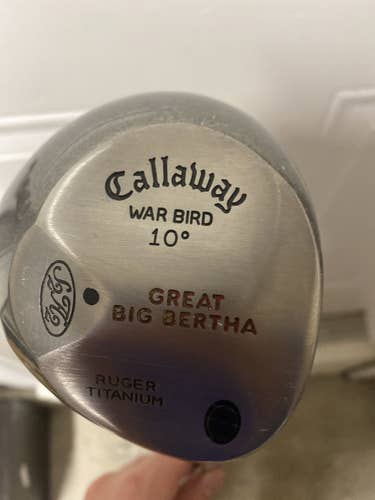 Callaway
WAR BIRD
10°
GREAT
BIG BERTHA
RUGER
TITANIUM